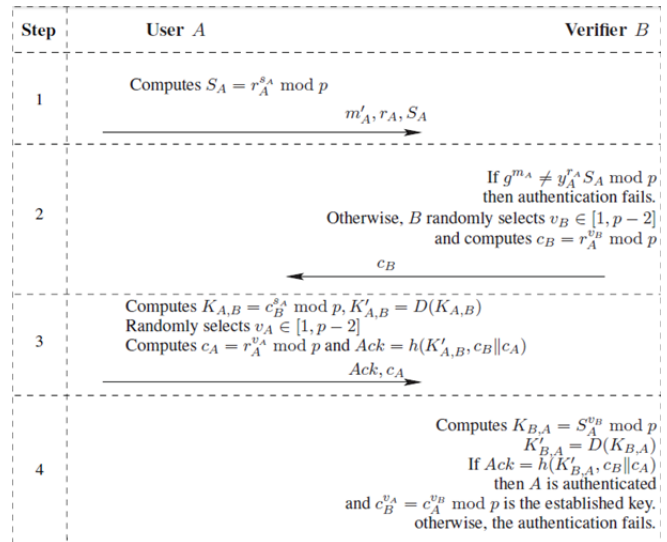 Step User A Verifier B
1
Computes S_A = r_A^{s_A} mod p
m'_A, r_A, S_A
2
If g^{m_A} ≠ y_A^{r_A} S_A mod p
then authentication fails.
Otherwise, B randomly selects v_B ∈ [1, p − 2]
and computes c_B = r_A^{v_B} mod p
c_B
3
Computes K_{A,B} = c_B^{s_A} mod p, K'_{A,B} = D(K_{A,B})
Randomly selects v_A ∈ [1, p − 2]
Computes c_A = r_A^{v_A} mod p and Ack = h(K'_{A,B}, c_B||c_A)
Ack, c_A
4
Computes K_{B,A} = S_A^{v_B} mod p
K'_{B,A} = D(K_{B,A})
If Ack = h(K'_{B,A}, c_B||c_A)
then A is authenticated
and c_B^{v_A} = c_A^{v_B} mod p is the established key.
otherwise, the authentication fails.